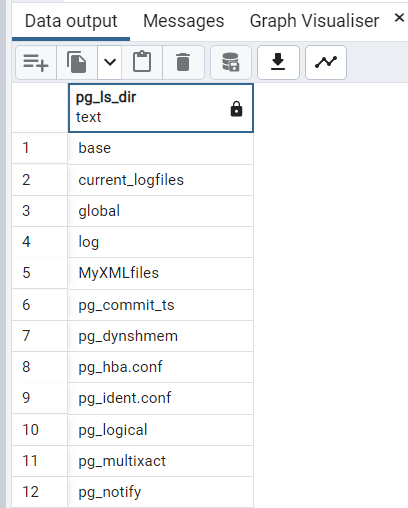 Data output Messages Graph Visualiser ×
pg_ls_dir
text
1 base
2 current_logfiles
3 global
4 log
5 MyXMLfiles
6 pg_commit_ts
7 pg_dynshmem
8 pg_hba.conf
9 pg_ident.conf
10 pg_logical
11 pg_multixact
12 pg_notify